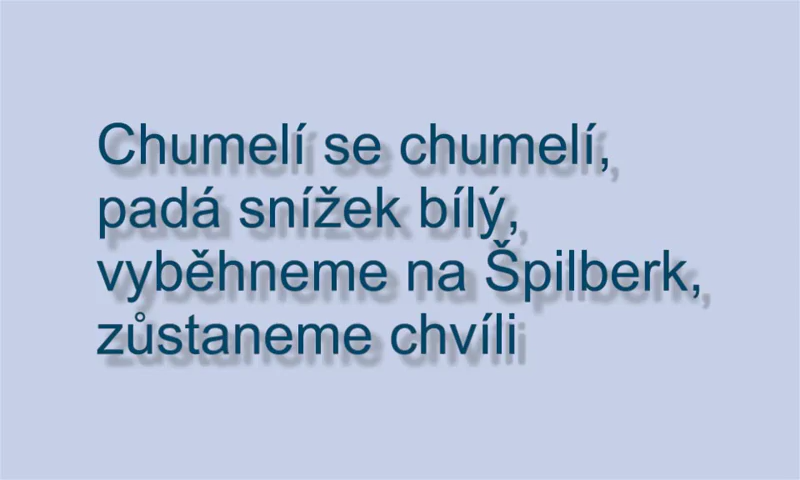 Chumelí se chumelí,
padá snížek bílý,
vyběhneme na Špilberk,
zůstaneme chvíli